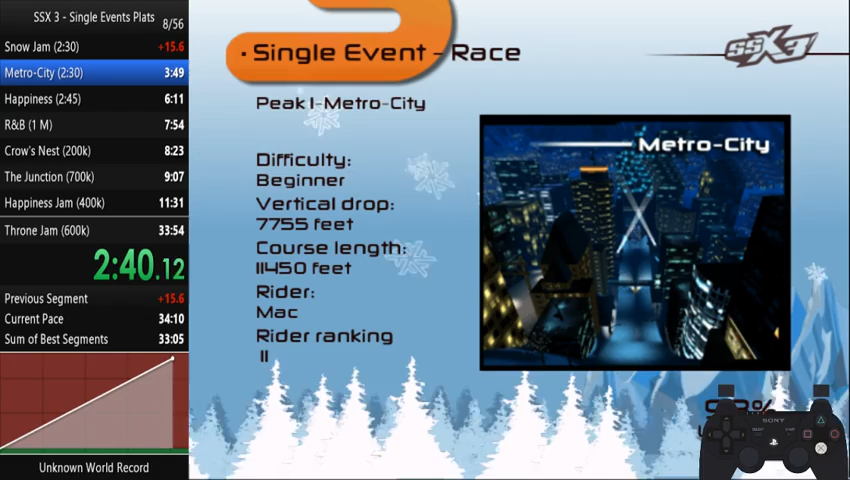 SSX 3 - Single Events Plats 8/56
Snow Jam (2:30) +15.6
Metro-City (2:30) 3:49
Happiness (2:45) 6:11
R&B (1 M) 7:54
Crow's Nest (200k) 8:23
The Junction (700k) 9:07
Happiness Jam (400k) 11:31
Throne Jam (600k) 33:54
2:40.12
Previous Segment +15.6
Current Pace 34:10
Sum of Best Segments 33:05
Unknown World Record
• Single Event - Race
SSX3
Peak 1-Metro-City
Metro-City
Difficulty:
Beginner
Vertical drop:
7755 feet
Course length:
11450 feet
Rider:
Mac
Rider ranking
11
SONY